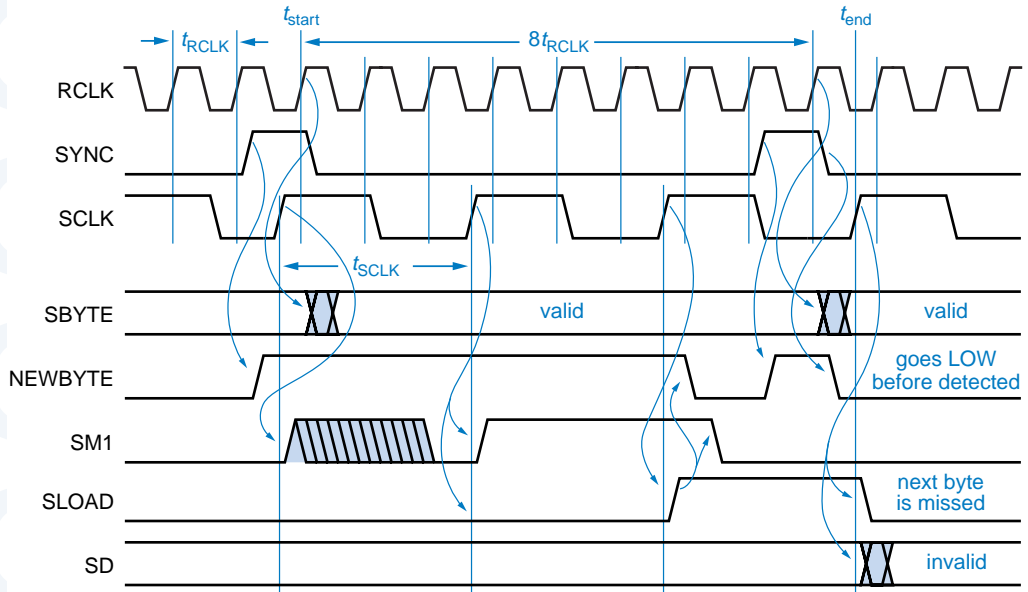 tstart
tend
tRCLK
8tRCLK
RCLK
SYNC
SCLK
tSCLK
SBYTE
valid
valid
NEWBYTE
goes LOW
before detected
SM1
SLOAD
next byte
is missed
SD
invalid